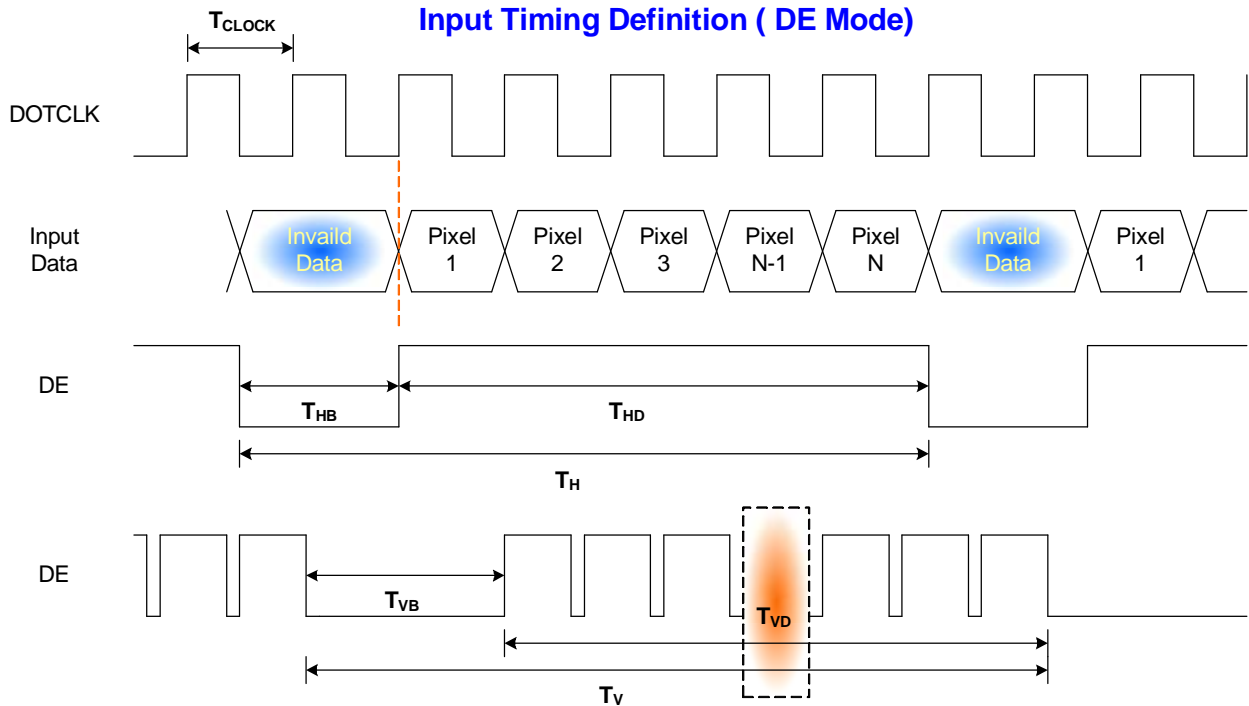 Input Timing Definition ( DE Mode)
TCLOCK
DOTCLK
Input
Data
Invaild
Data
Pixel
1
Pixel
2
Pixel
3
Pixel
N-1
Pixel
N
Invaild
Data
Pixel
1
DE
THB
THD
TH
DE
TVB
TVD
TV